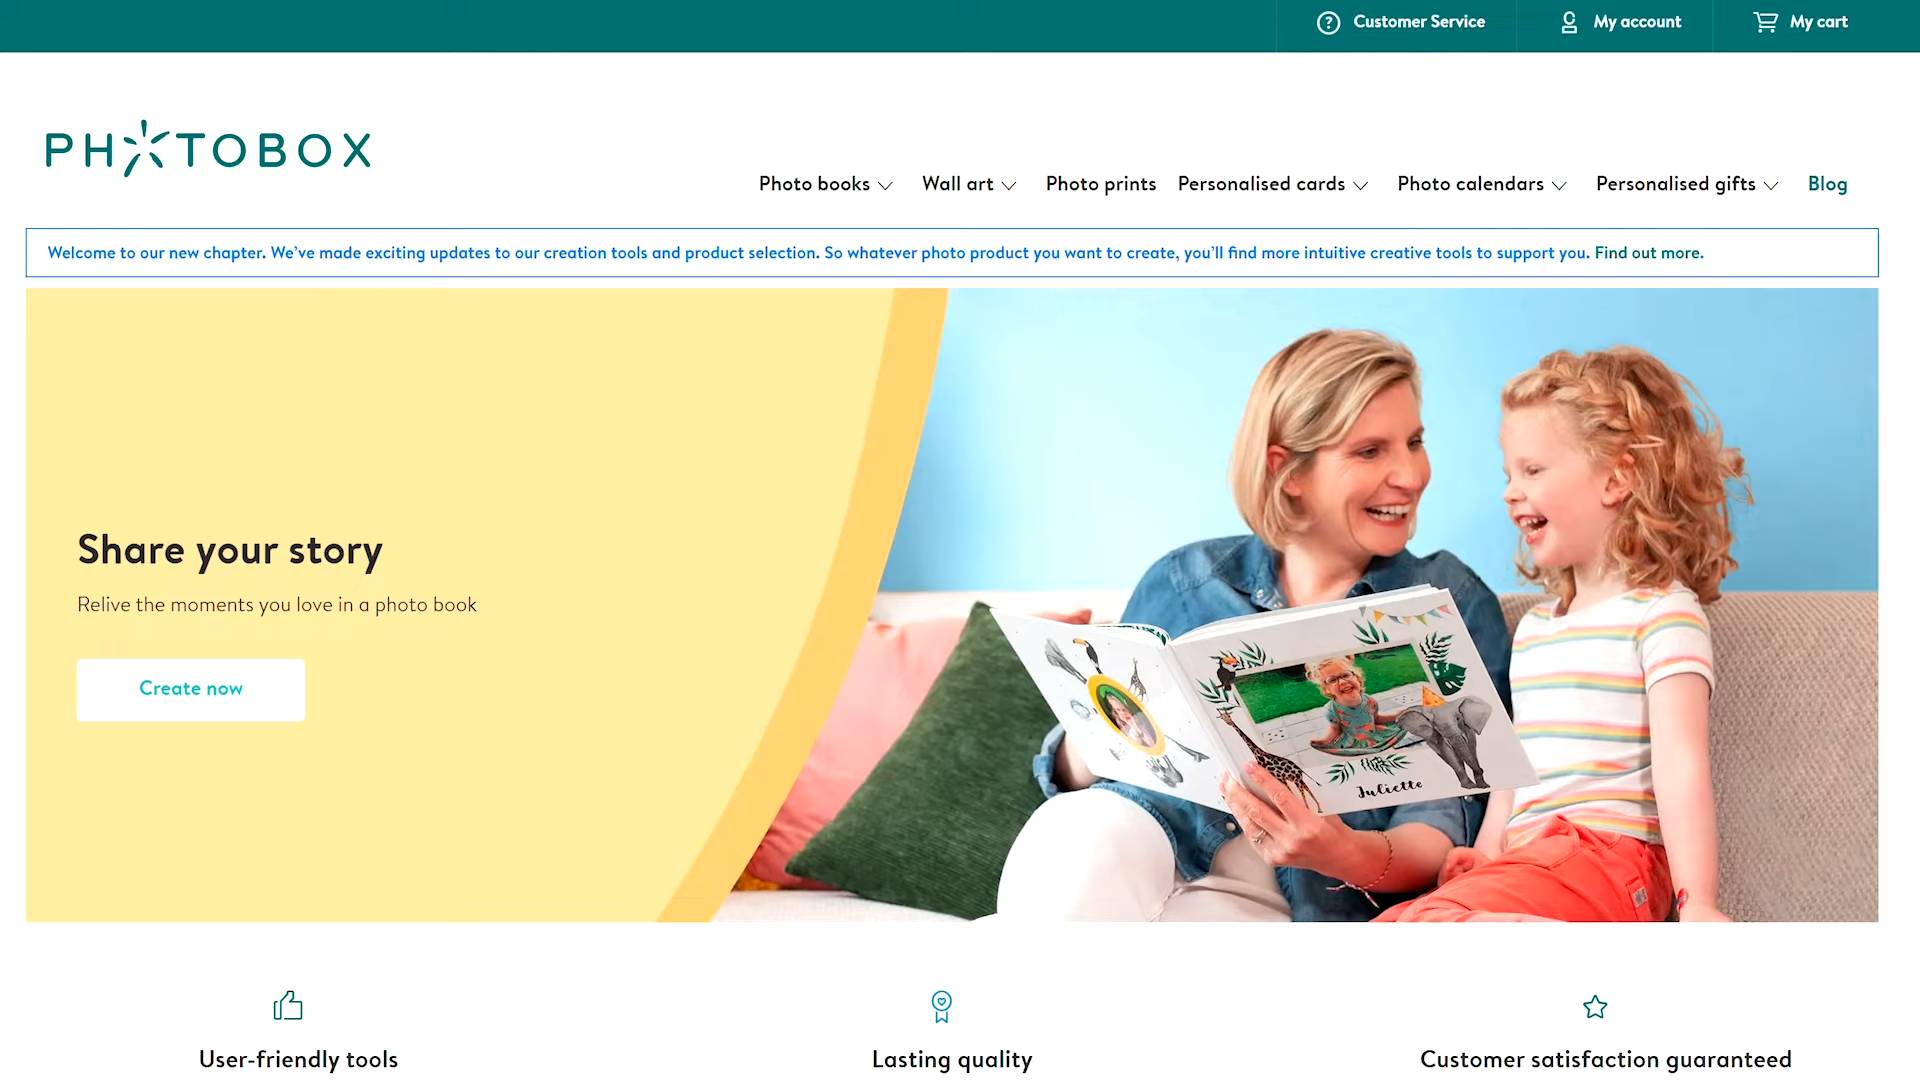 Customer Service
My account
My cart
PHOTOBOX
Photo books
Wall art
Photo prints
Personalised cards
Photo calendars
Personalised gifts
Blog
Welcome to our new chapter. We’ve made exciting updates to our creation tools and product selection. So whatever photo product you want to create, you’ll find more intuitive creative tools to support you. Find out more.
Share your story
Relive the moments you love in a photo book
Create now
Juliette
User-friendly tools
Lasting quality
Customer satisfaction guaranteed